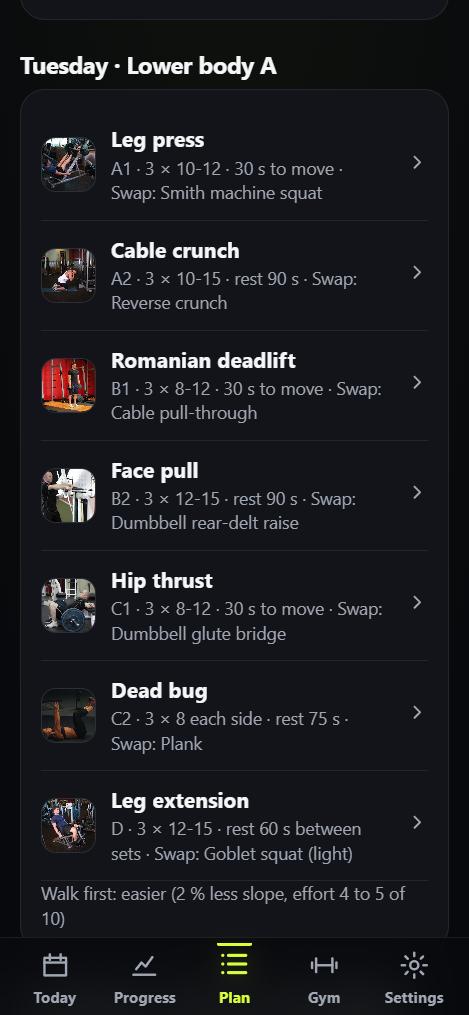 Tuesday · Lower body A
Leg press
A1 · 3 × 10-12 · 30 s to move ·
Swap: Smith machine squat
Cable crunch
A2 · 3 × 10-15 · rest 90 s · Swap:
Reverse crunch
Romanian deadlift
B1 · 3 × 8-12 · 30 s to move · Swap:
Cable pull-through
Face pull
B2 · 3 × 12-15 · rest 90 s · Swap:
Dumbbell rear-delt raise
Hip thrust
C1 · 3 × 8-12 · 30 s to move · Swap:
Dumbbell glute bridge
Dead bug
C2 · 3 × 8 each side · rest 75 s ·
Swap: Plank
Leg extension
D · 3 × 12-15 · rest 60 s between
sets · Swap: Goblet squat (light)
Walk first: easier (2 % less slope, effort 4 to 5 of
10)
Today Progress Plan Gym Settings